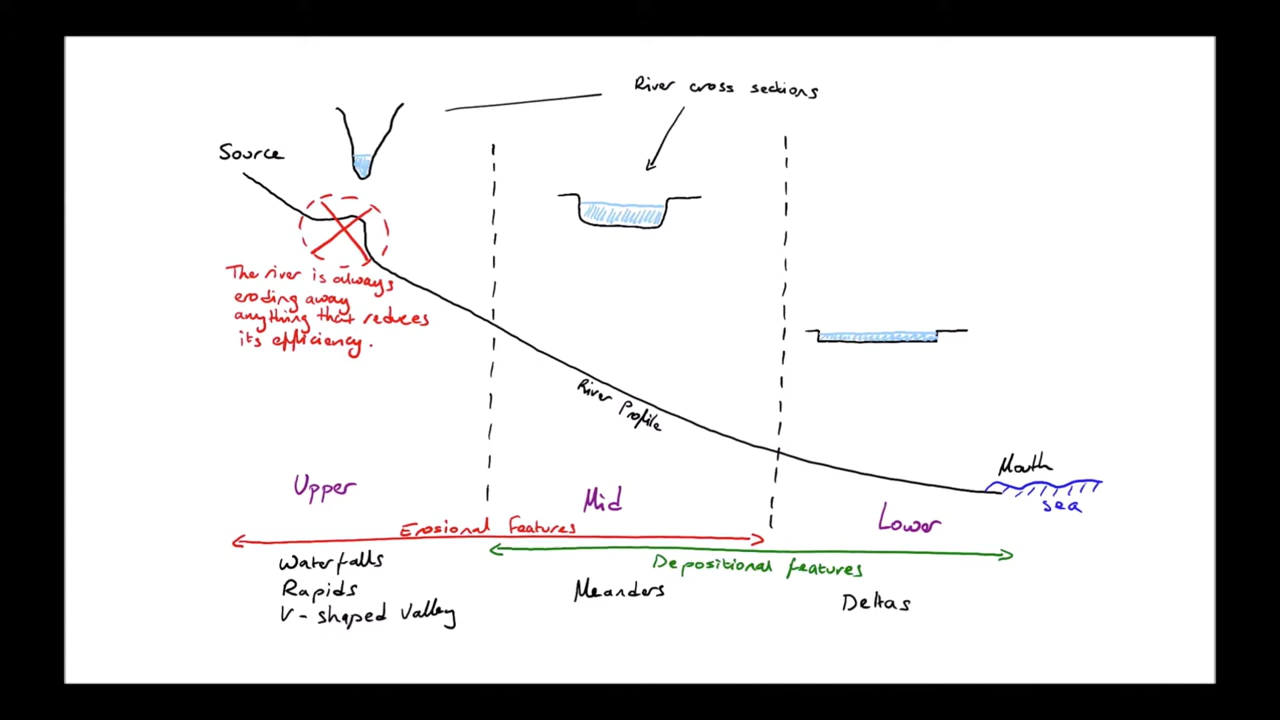 River cross sections
Source
The river is always
eroding away
anything that reduces
its efficiency.
River Profile
Mouth
sea
Upper
Mid
Lower
Erosional features
Depositional features
Waterfalls
Rapids
V-shaped valley
Meanders
Deltas